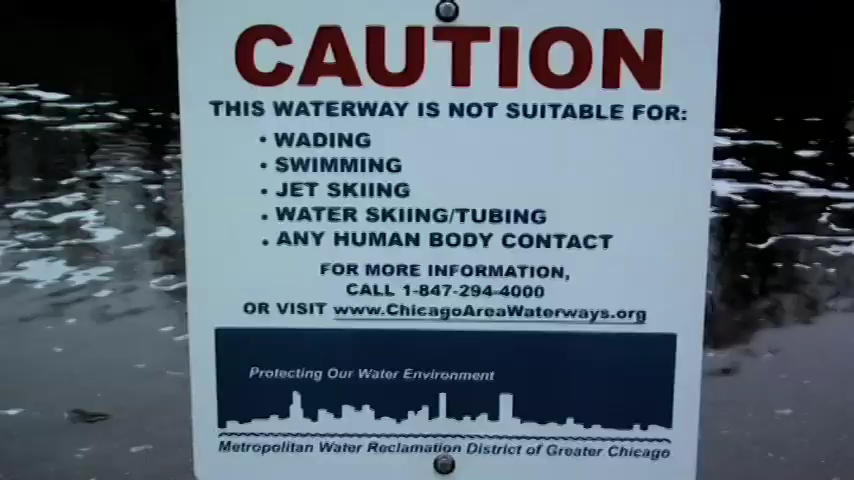 CAUTION
THIS WATERWAY IS NOT SUITABLE FOR:
• WADING
• SWIMMING
• JET SKIING
• WATER SKIING/TUBING
• ANY HUMAN BODY CONTACT
FOR MORE INFORMATION,
CALL 1-847-294-4000
OR VISIT www.ChicagoAreaWaterways.org
Protecting Our Water Environment
Metropolitan Water Reclamation District of Greater Chicago